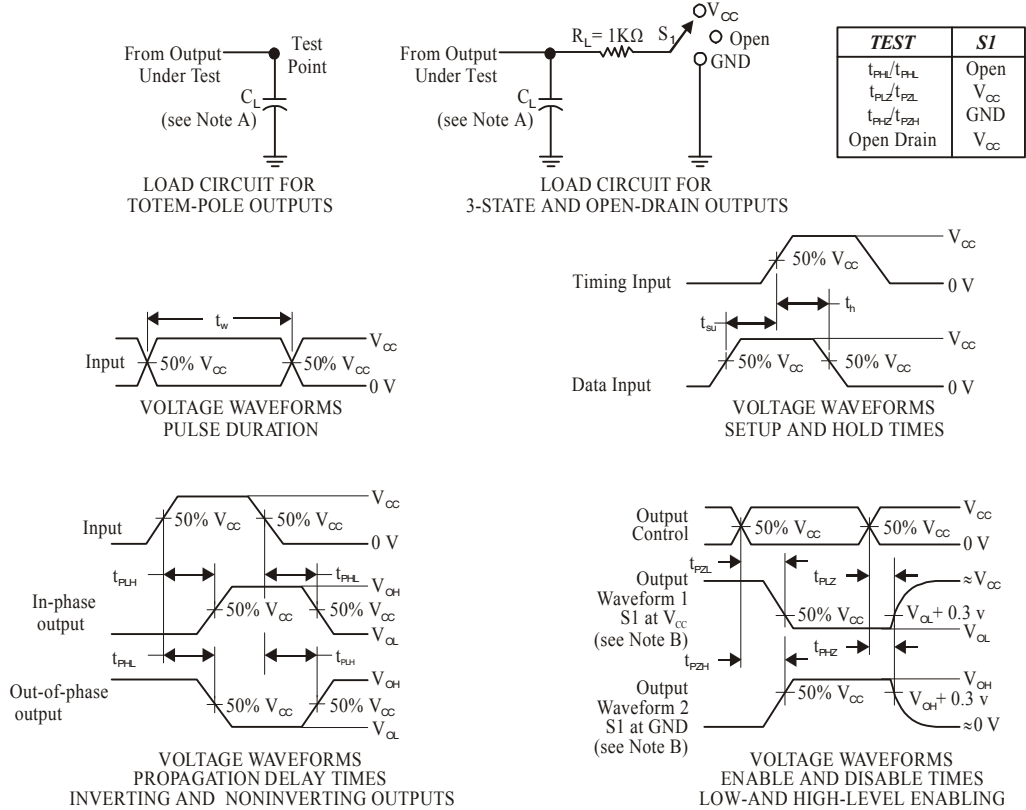 From Output
Under Test
Test
Point
C_L
(see Note A)
LOAD CIRCUIT FOR
TOTEM-POLE OUTPUTS
From Output
Under Test
R_L = 1KΩ
S_1
V_CC
Open
GND
C_L
(see Note A)
LOAD CIRCUIT FOR
3-STATE AND OPEN-DRAIN OUTPUTS
TEST S1
t_PHL/t_PHL Open
t_PLZ/t_PZL V_CC
t_PHZ/t_PZH GND
Open Drain V_CC
Input
t_w
50% V_CC
50% V_CC
V_CC
0 V
VOLTAGE WAVEFORMS
PULSE DURATION
Timing Input
50% V_CC
V_CC
0 V
t_su
t_h
Data Input
50% V_CC
50% V_CC
V_CC
0 V
VOLTAGE WAVEFORMS
SETUP AND HOLD TIMES
Input
50% V_CC
50% V_CC
V_CC
0 V
t_PLH
t_PHL
In-phase
output
50% V_CC
50% V_CC
V_OH
V_OL
t_PHL
t_PLH
Out-of-phase
output
50% V_CC
50% V_CC
V_OH
V_OL
VOLTAGE WAVEFORMS
PROPAGATION DELAY TIMES
INVERTING AND NONINVERTING OUTPUTS
Output
Control
50% V_CC
50% V_CC
V_CC
0 V
t_PZL
t_PLZ
Output
Waveform 1
S1 at V_CC
(see Note B)
50% V_CC
V_OL + 0.3 v
≈V_CC
V_OL
t_PZH
t_PHZ
Output
Waveform 2
S1 at GND
(see Note B)
50% V_CC
V_OH + 0.3 v
V_OH
≈0 V
VOLTAGE WAVEFORMS
ENABLE AND DISABLE TIMES
LOW-AND HIGH-LEVEL ENABLING